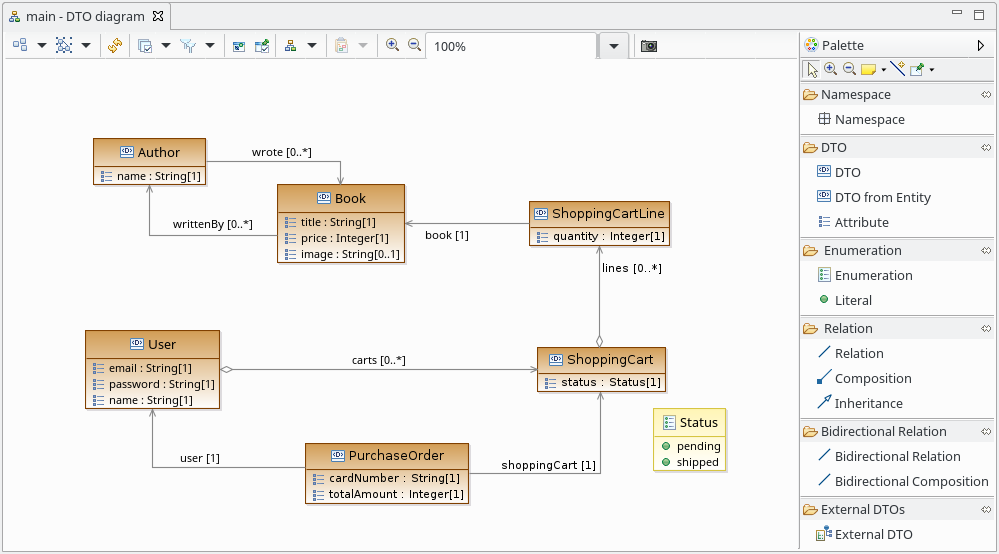 main - DTO diagram
100%
Author
name : String[1]
wrote [0..*]
Book
title : String[1]
price : Integer[1]
image : String[0..1]
writtenBy [0..*]
book [1]
ShoppingCartLine
quantity : Integer[1]
lines [0..*]
User
email : String[1]
password : String[1]
name : String[1]
carts [0..*]
ShoppingCart
status : Status[1]
Status
pending
shipped
user [1]
PurchaseOrder
cardNumber : String[1]
totalAmount : Integer[1]
shoppingCart [1]
Palette
Namespace
Namespace
DTO
DTO
DTO from Entity
Attribute
Enumeration
Enumeration
Literal
Relation
Relation
Composition
Inheritance
Bidirectional Relation
Bidirectional Relation
Bidirectional Composition
External DTOs
External DTO